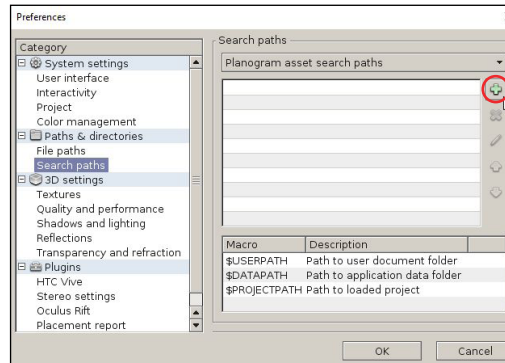 Preferences
Category
System settings
User interface
Interactivity
Project
Color management
Paths & directories
File paths
Search paths
3D settings
Textures
Quality and performance
Shadows and lighting
Reflections
Transparency and refraction
Plugins
HTC Vive
Stereo settings
Oculus Rift
Placement report
Search paths
Planogram asset search paths
Macro Description
$USERPATH Path to user document folder
$DATAPATH Path to application data folder
$PROJECTPATH Path to loaded project
OK Cancel